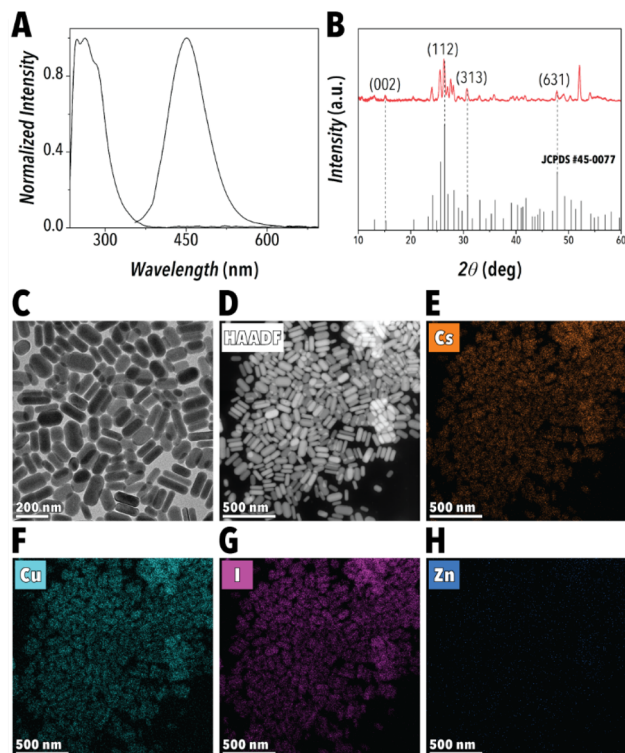 A
Normalized Intensity
0.8
0.4
0.0
300
450
600
Wavelength (nm)
B
Intensity (a.u.)
(002)
(112)
(313)
(631)
JCPDS #45-0077
10
20
30
40
50
60
2θ (deg)
C
200 nm
D
HAADF
500 nm
E
Cs
500 nm
F
Cu
500 nm
G
I
500 nm
H
Zn
500 nm